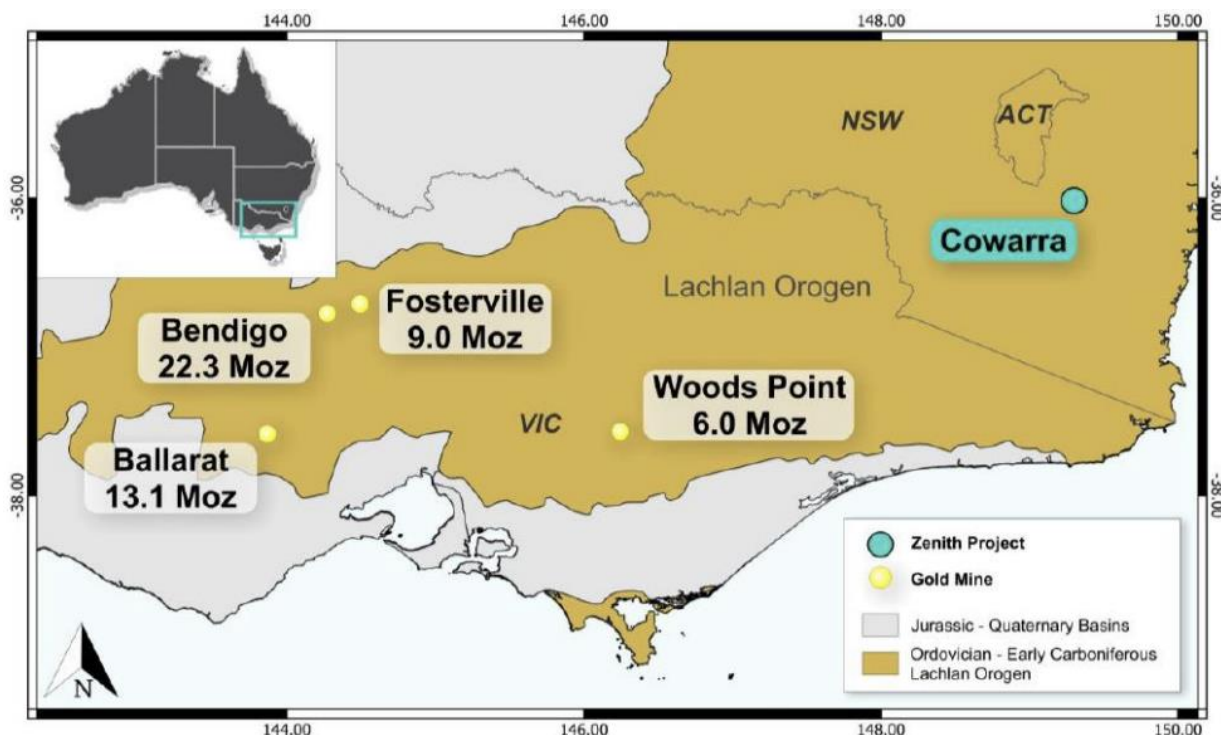 144.00 146.00 148.00 150.00
NSW
ACT
-36.00
-36.00
Cowarra
Lachlan Orogen
Fosterville
9.0 Moz
Bendigo
22.3 Moz
Woods Point
6.0 Moz
VIC
Ballarat
13.1 Moz
-38.00
-38.00
Zenith Project
Gold Mine
Jurassic - Quaternary Basins
Ordovician - Early Carboniferous
Lachlan Orogen
N
144.00 146.00 148.00 150.00